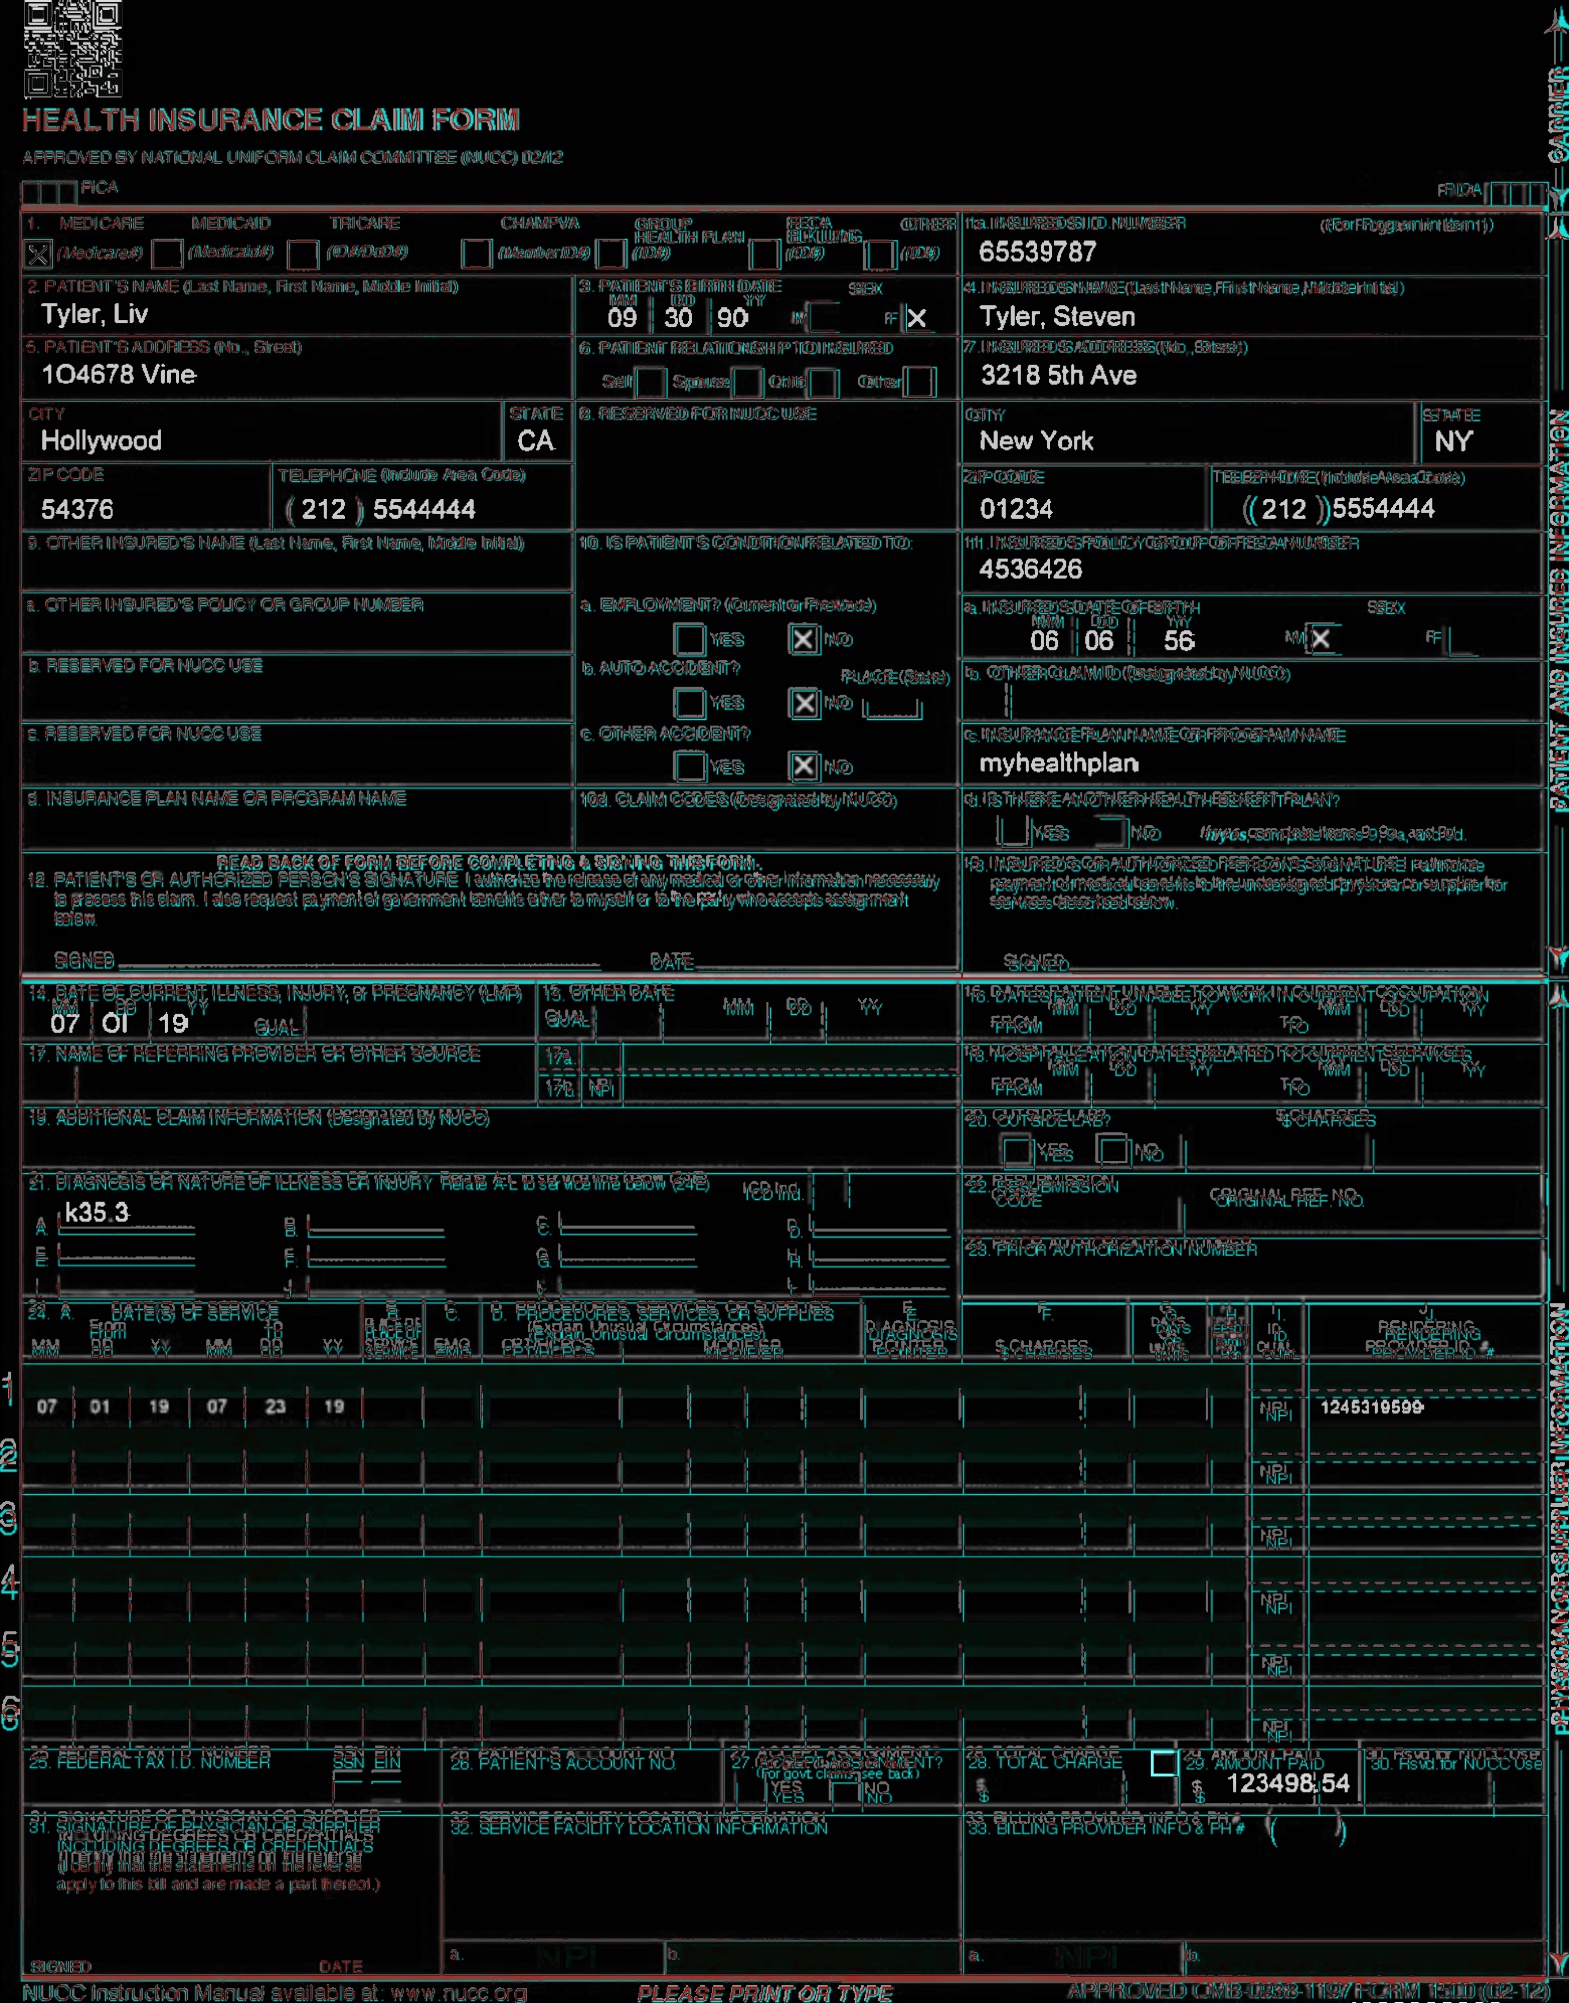 HEALTH INSURANCE CLAIM FORM
APPROVED BY NATIONAL UNIFORM CLAIM COMMITTEE (NUCC) 02/12
PICA
PICA
1. MEDICARE MEDICAID TRICARE CHAMPVA GROUP HEALTH PLAN FECA BLK LUNG OTHER
(Medicare#) (Medicaid#) (ID#/DoD#) (Member ID#) (ID#) (ID#) (ID#)
1a. INSURED'S I.D. NUMBER (For Program in Item 1)
65539787
2. PATIENT'S NAME (Last Name, First Name, Middle Initial)
Tyler, Liv
3. PATIENT'S BIRTH DATE SEX
MM DD YY
09 30 90 M F X
4. INSURED'S NAME (Last Name, First Name, Middle Initial)
Tyler, Steven
5. PATIENT'S ADDRESS (No., Street)
1O4678 Vine
6. PATIENT RELATIONSHIP TO INSURED
Self Spouse Child Other
7. INSURED'S ADDRESS (No., Street)
3218 5th Ave
CITY STATE
Hollywood CA
8. RESERVED FOR NUCC USE
CITY STATE
New York NY
ZIP CODE TELEPHONE (Include Area Code)
54376 ( 212 ) 5544444
ZIP CODE TELEPHONE (Include Area Code)
01234 ( 212 ) 5554444
9. OTHER INSURED'S NAME (Last Name, First Name, Middle Initial)
10. IS PATIENT'S CONDITION RELATED TO:
11. INSURED'S POLICY GROUP OR FECA NUMBER
4536426
a. OTHER INSURED'S POLICY OR GROUP NUMBER
a. EMPLOYMENT? (Current or Previous)
YES X NO
a. INSURED'S DATE OF BIRTH SEX
MM DD YY
06 06 56 M X F
b. RESERVED FOR NUCC USE
b. AUTO ACCIDENT? PLACE (State)
YES X NO
b. OTHER CLAIM ID (Designated by NUCC)
c. RESERVED FOR NUCC USE
c. OTHER ACCIDENT?
YES X NO
c. INSURANCE PLAN NAME OR PROGRAM NAME
myhealthplan
d. INSURANCE PLAN NAME OR PROGRAM NAME
10d. CLAIM CODES (Designated by NUCC)
d. IS THERE ANOTHER HEALTH BENEFIT PLAN?
YES NO If yes, complete items 9, 9a, and 9d.
READ BACK OF FORM BEFORE COMPLETING & SIGNING THIS FORM.
12. PATIENT'S OR AUTHORIZED PERSON'S SIGNATURE I authorize the release of any medical or other information necessary
to process this claim. I also request payment of government benefits either to myself or to the party who accepts assignment
below.
SIGNED DATE
13. INSURED'S OR AUTHORIZED PERSON'S SIGNATURE I authorize
payment of medical benefits to the undersigned physician or supplier for
services described below.
SIGNED
14. DATE OF CURRENT ILLNESS, INJURY, or PREGNANCY (LMP)
MM DD YY
07 OI 19 QUAL.
15. OTHER DATE
QUAL. MM DD YY
16. DATES PATIENT UNABLE TO WORK IN CURRENT OCCUPATION
MM DD YY MM DD YY
FROM TO
17. NAME OF REFERRING PROVIDER OR OTHER SOURCE
17a.
17b. NPI
18. HOSPITALIZATION DATES RELATED TO CURRENT SERVICES
MM DD YY MM DD YY
FROM TO
19. ADDITIONAL CLAIM INFORMATION (Designated by NUCC)
20. OUTSIDE LAB? $ CHARGES
YES NO
21. DIAGNOSIS OR NATURE OF ILLNESS OR INJURY Relate A-L to service line below (24E) ICD Ind.
A. k35.3 B. C. D.
E. F. G. H.
I. J. K. L.
22. RESUBMISSION CODE ORIGINAL REF. NO.
23. PRIOR AUTHORIZATION NUMBER
24. A. DATE(S) OF SERVICE
From To
MM DD YY MM DD YY
B. PLACE OF SERVICE
C. EMG
D. PROCEDURES, SERVICES, OR SUPPLIES
(Explain Unusual Circumstances)
CPT/HCPCS MODIFIER
E. DIAGNOSIS POINTER
F. $ CHARGES
G. DAYS OR UNITS
I. ID. QUAL.
J. RENDERING PROVIDER ID. #
1 07 01 19 07 23 19 NPI 1245319599
2 NPI
3 NPI
4 NPI
5 NPI
6 NPI
25. FEDERAL TAX I.D. NUMBER SSN EIN
26. PATIENT'S ACCOUNT NO.
27. ACCEPT ASSIGNMENT?
(For govt. claims, see back)
YES NO
28. TOTAL CHARGE
$
29. AMOUNT PAID
$ 123498.54
30. Rsvd.for NUCC Use
31. SIGNATURE OF PHYSICIAN OR SUPPLIER
INCLUDING DEGREES OR CREDENTIALS
(I certify that the statements on the reverse
apply to this bill and are made a part thereof.)
SIGNED DATE
32. SERVICE FACILITY LOCATION INFORMATION
a. NPI b.
33. BILLING PROVIDER INFO & PH # ( )
a. NPI b.
NUCC Instruction Manual available at: www.nucc.org
PLEASE PRINT OR TYPE
APPROVED OMB-0938-1197 FORM 1500 (02-12)
CARRIER
PATIENT AND INSURED INFORMATION
PHYSICIAN OR SUPPLIER INFORMATION